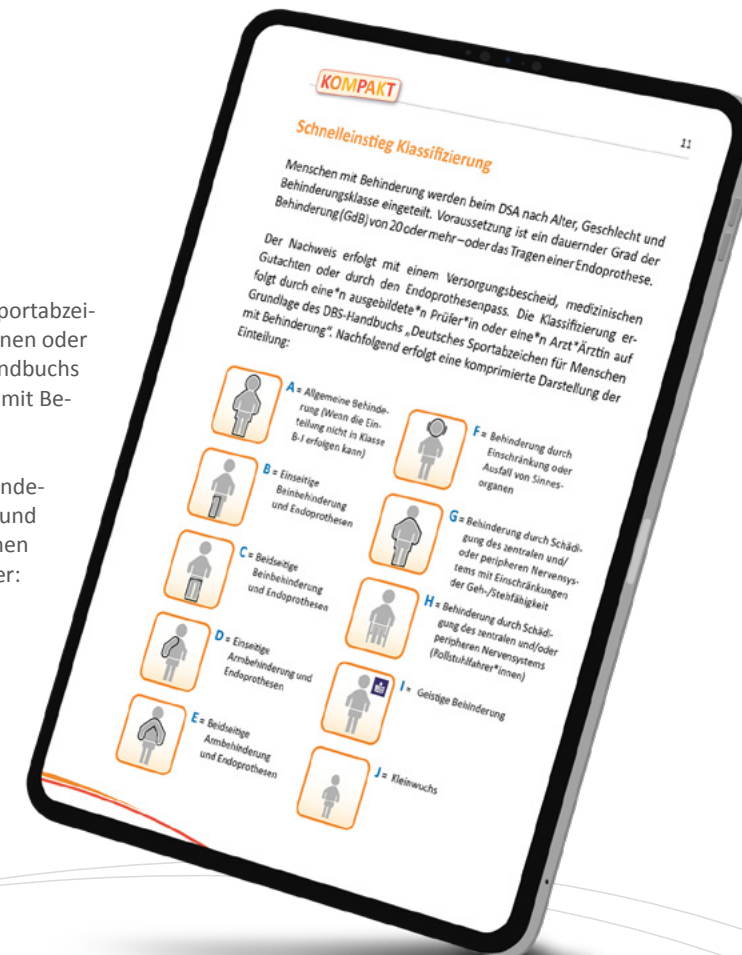 portabzei-
nen oder
ndbuchs
mit Be-
nde-
und
nen
er:
KOMPAKT
11
Schnelleinstieg Klassifizierung
Menschen mit Behinderung werden beim DSA nach Alter, Geschlecht und
Behinderungsklasse eingeteilt. Voraussetzung ist ein dauernder Grad der
Behinderung (GdB) von 20 oder mehr – oder das Tragen einer Endoprothese.
Der Nachweis erfolgt mit einem Versorgungsbescheid, medizinischen
Gutachten oder durch den Endoprothesenpass. Die Klassifizierung er-
folgt durch eine*n ausgebildete*n Prüfer*in oder eine*n Arzt*Ärztin auf
Grundlage des DBS-Handbuchs „Deutsches Sportabzeichen für Menschen
mit Behinderung“. Nachfolgend erfolgt eine komprimierte Darstellung der
Einteilung:
A = Allgemeine Behinde-
rung (Wenn die Ein-
teilung nicht in Klasse
B-J erfolgen kann)
B = Einseitige
Beinbehinderung
und Endoprothesen
C = Beidseitige
Beinbehinderung
und Endoprothesen
D = Einseitige
Armbehinderung und
Endoprothesen
E = Beidseitige
Armbehinderung
und Endoprothesen
F = Behinderung durch
Einschränkung oder
Ausfall von Sinnes-
organen
G = Behinderung durch Schädi-
gung des zentralen und/
oder peripheren Nervensys-
tems mit Einschränkungen
der Geh-/Stehfähigkeit
H = Behinderung durch Schädi-
gung des zentralen und/oder
peripheren Nervensystems
(Rollstuhlfahrer*innen)
I = Geistige Behinderung
J = Kleinwuchs